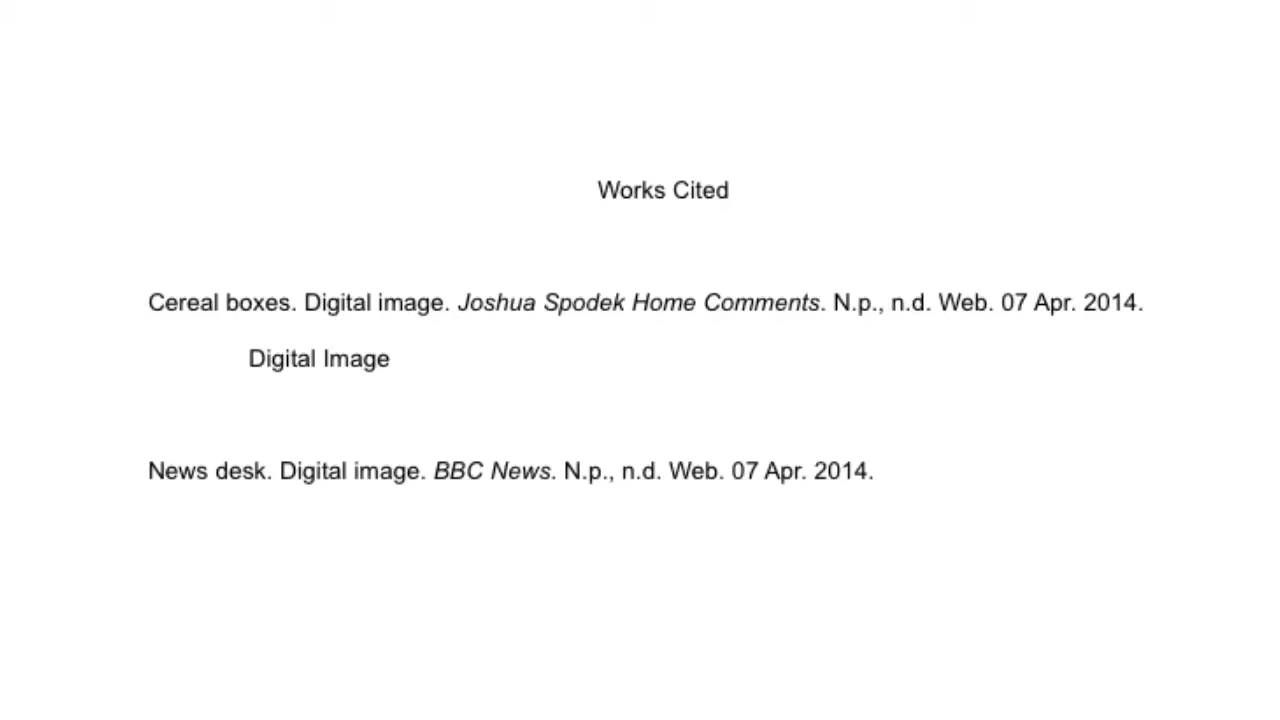 Works Cited
Cereal boxes. Digital image. Joshua Spodek Home Comments. N.p., n.d. Web. 07 Apr. 2014.
Digital Image
News desk. Digital image. BBC News. N.p., n.d. Web. 07 Apr. 2014.